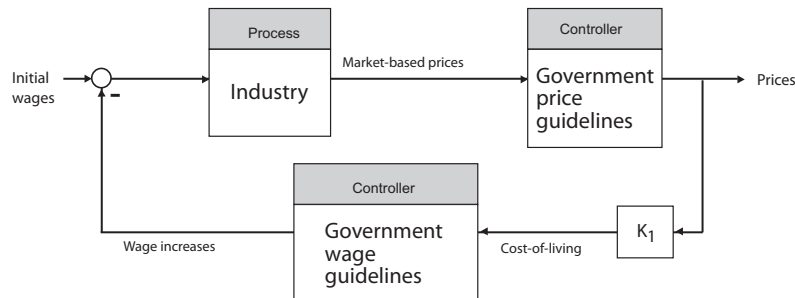 Process
Controller
Initial
wages
Industry
Market-based prices
Government
price
guidelines
Prices
-
Controller
Government
wage
guidelines
Wage increases
Cost-of-living
K1